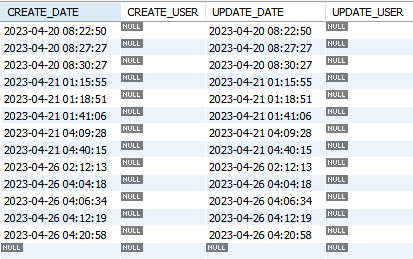 CREATE_DATE CREATE_USER UPDATE_DATE UPDATE_USER
2023-04-20 08:22:50 NULL 2023-04-20 08:22:50 NULL
2023-04-20 08:27:27 NULL 2023-04-20 08:27:27 NULL
2023-04-20 08:30:27 NULL 2023-04-20 08:30:27 NULL
2023-04-21 01:15:55 NULL 2023-04-21 01:15:55 NULL
2023-04-21 01:18:51 NULL 2023-04-21 01:18:51 NULL
2023-04-21 01:41:06 NULL 2023-04-21 01:41:06 NULL
2023-04-21 04:09:28 NULL 2023-04-21 04:09:28 NULL
2023-04-21 04:40:15 NULL 2023-04-21 04:40:15 NULL
2023-04-26 02:12:13 NULL 2023-04-26 02:12:13 NULL
2023-04-26 04:04:18 NULL 2023-04-26 04:04:18 NULL
2023-04-26 04:06:34 NULL 2023-04-26 04:06:34 NULL
2023-04-26 04:12:19 NULL 2023-04-26 04:12:19 NULL
2023-04-26 04:20:58 NULL 2023-04-26 04:20:58 NULL
NULL NULL NULL NULL